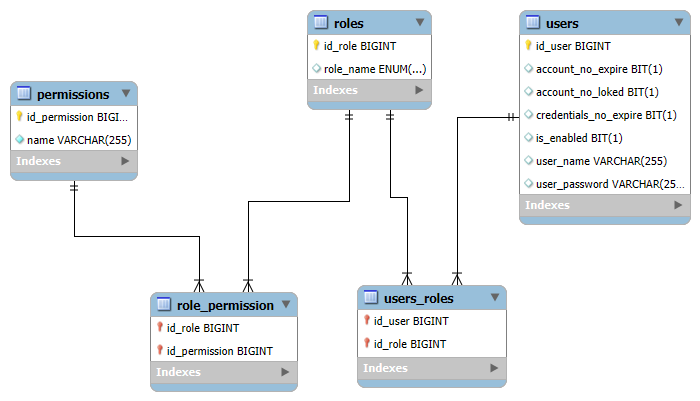 roles
id_role BIGINT
role_name ENUM(...)
Indexes
users
id_user BIGINT
account_no_expire BIT(1)
account_no_loked BIT(1)
credentials_no_expire BIT(1)
is_enabled BIT(1)
user_name VARCHAR(255)
user_password VARCHAR(25...
Indexes
permissions
id_permission BIGI...
name VARCHAR(255)
Indexes
role_permission
id_role BIGINT
id_permission BIGINT
Indexes
users_roles
id_user BIGINT
id_role BIGINT
Indexes